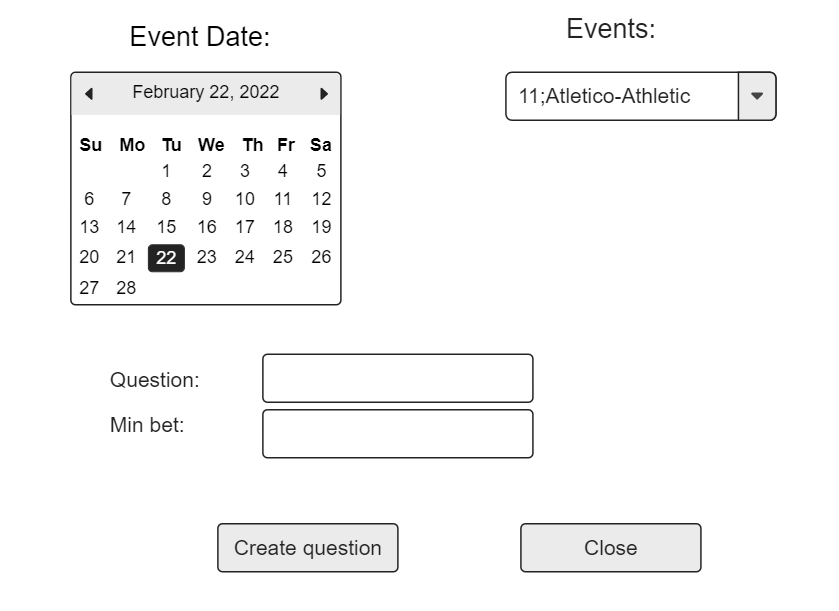 Event Date:
Events:
February 22, 2022
11;Atletico-Athletic
Su Mo Tu We Th Fr Sa
1 2 3 4 5
6 7 8 9 10 11 12
13 14 15 16 17 18 19
20 21 22 23 24 25 26
27 28
Question:
Min bet:
Create question
Close